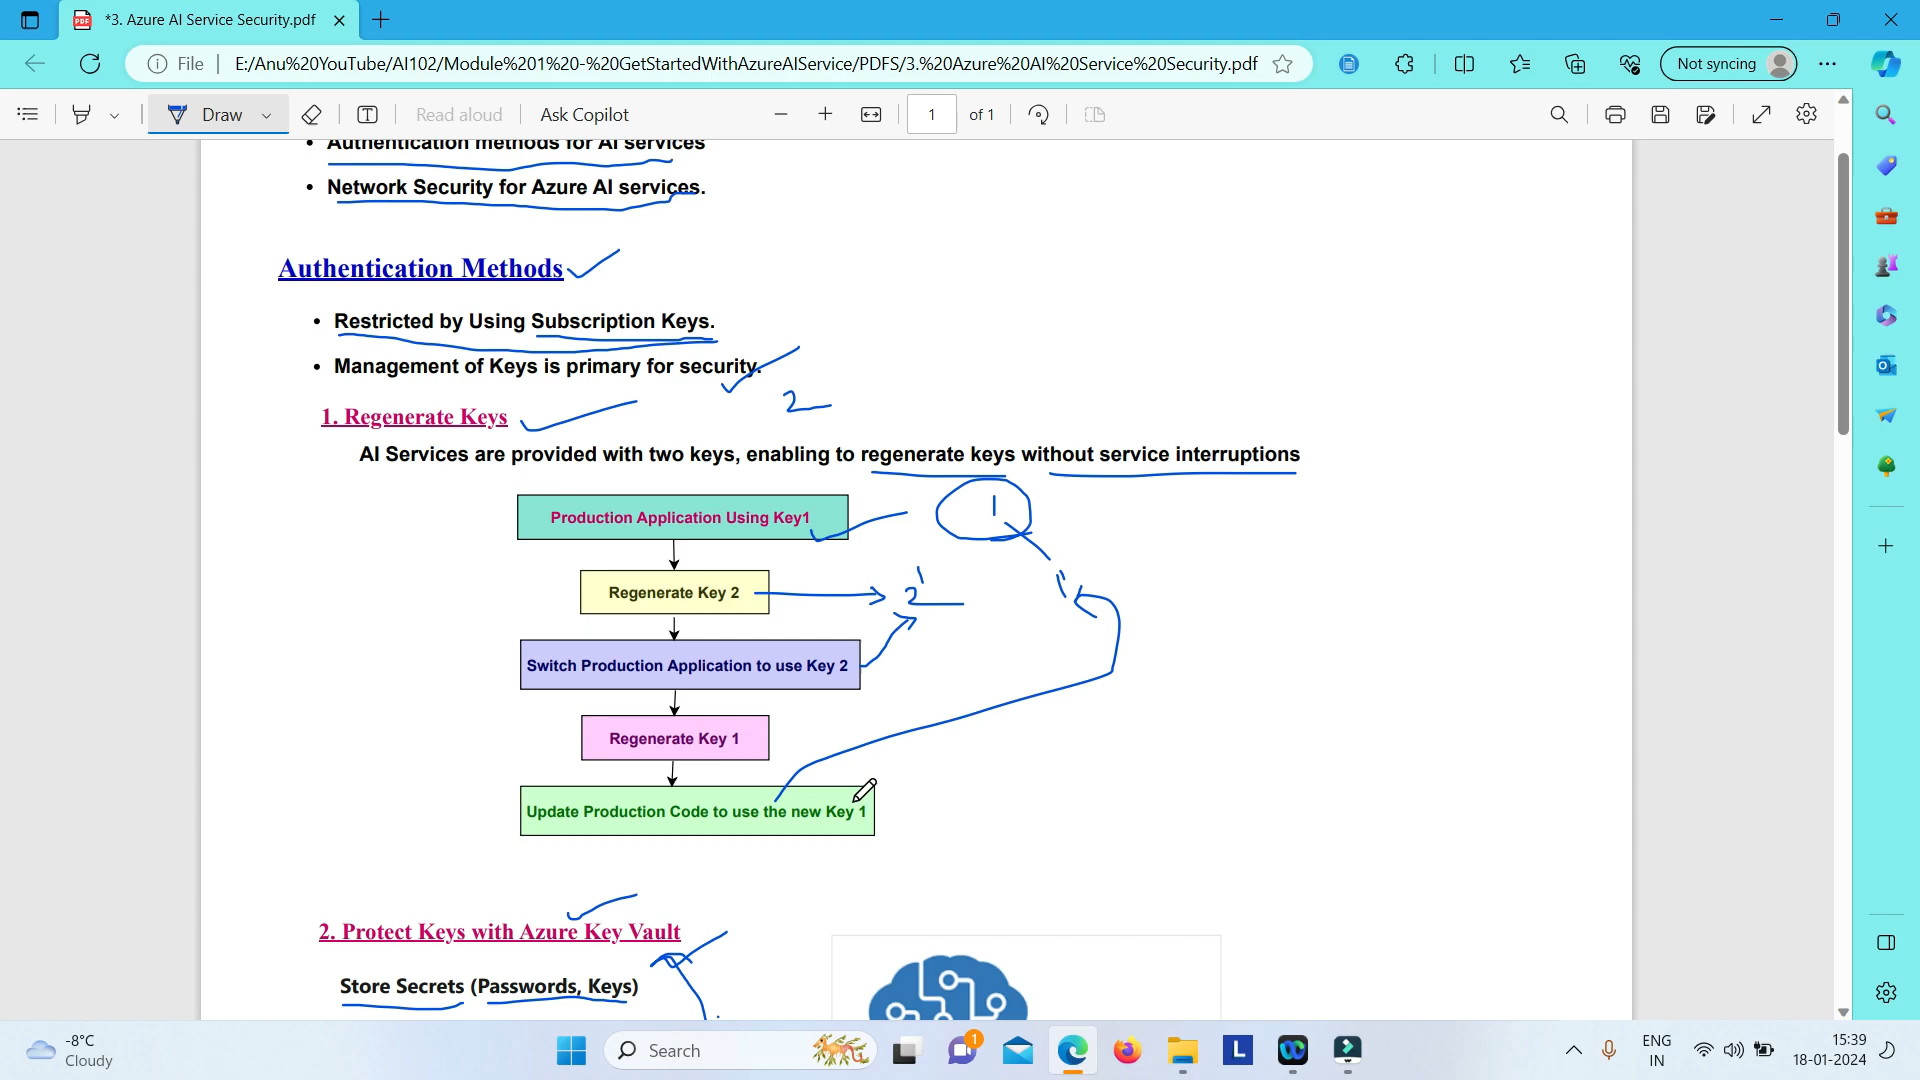 *3. Azure AI Service Security.pdf
File
E:/Anu%20YouTube/AI102/Module%201%20-%20GetStartedWithAzureAIService/PDFS/3.%20Azure%20AI%20Service%20Security.pdf
Not syncing
Draw
Read aloud
Ask Copilot
1
of 1
• Authentication methods for AI services
• Network Security for Azure AI services.
Authentication Methods
• Restricted by Using Subscription Keys.
• Management of Keys is primary for security.
2
1. Regenerate Keys
AI Services are provided with two keys, enabling to regenerate keys without service interruptions
Production Application Using Key1
1
Regenerate Key 2
2'
1'
Switch Production Application to use Key 2
Regenerate Key 1
Update Production Code to use the new Key 1
2. Protect Keys with Azure Key Vault
Store Secrets (Passwords, Keys)
-8°C
Cloudy
Search
1
L
ENG
IN
15:39
18-01-2024